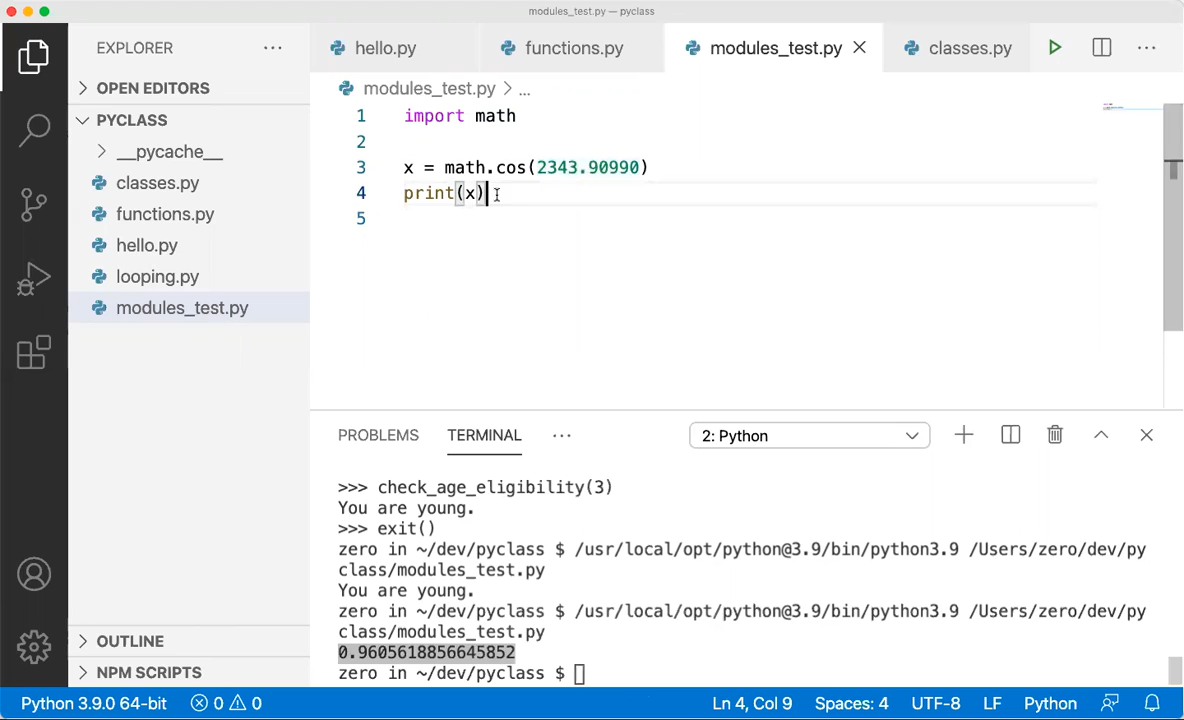 modules_test.py — pyclass
EXPLORER
OPEN EDITORS
PYCLASS
__pycache__
classes.py
functions.py
hello.py
looping.py
modules_test.py
OUTLINE
NPM SCRIPTS
hello.py
functions.py
modules_test.py
classes.py
modules_test.py > ...
1 import math
2
3 x = math.cos(2343.90990)
4 print(x)
5
PROBLEMS
TERMINAL
2: Python
>>> check_age_eligibility(3)
You are young.
>>> exit()
zero in ~/dev/pyclass $ /usr/local/opt/python@3.9/bin/python3.9 /Users/zero/dev/py
class/modules_test.py
You are young.
zero in ~/dev/pyclass $ /usr/local/opt/python@3.9/bin/python3.9 /Users/zero/dev/py
class/modules_test.py
0.9605618856645852
zero in ~/dev/pyclass $
Python 3.9.0 64-bit
0
0
Ln 4, Col 9
Spaces: 4
UTF-8
LF
Python